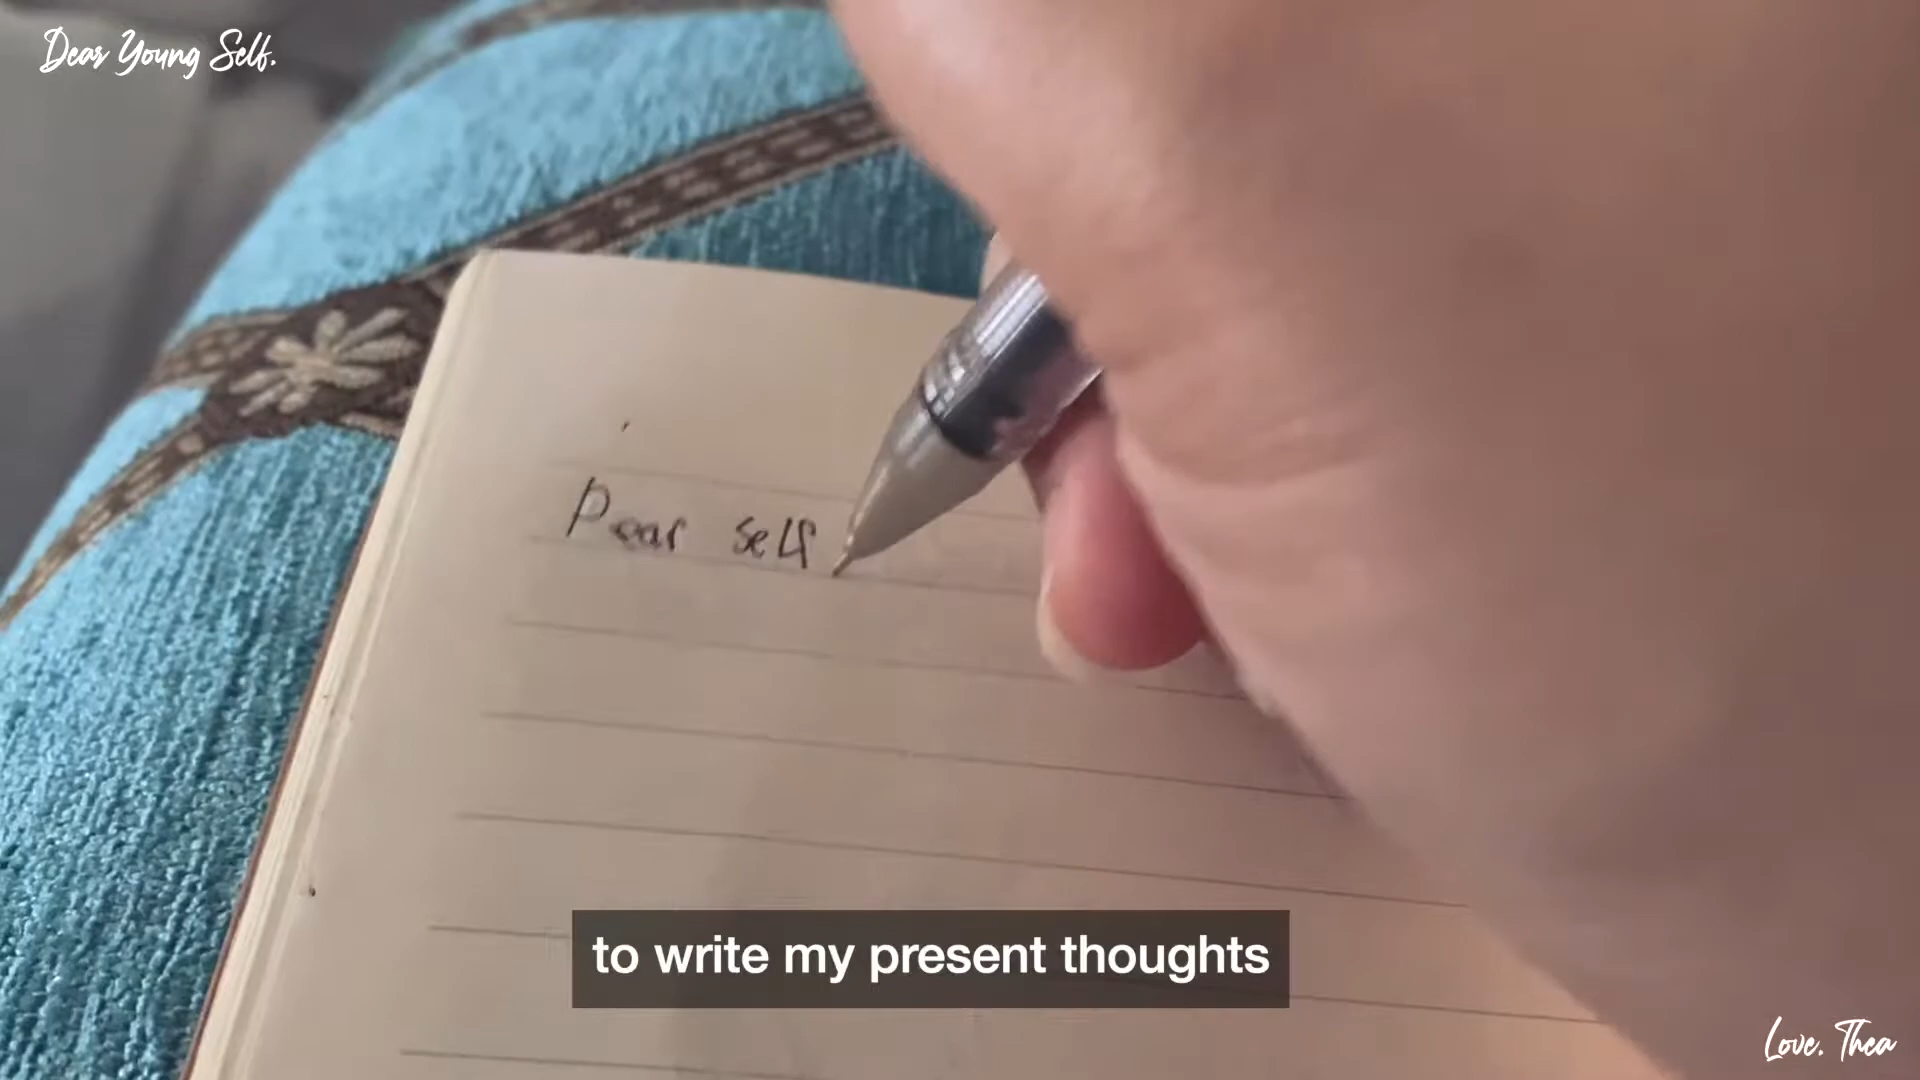 Dear Young Self.
Dear self
to write my present thoughts
Love, Thea